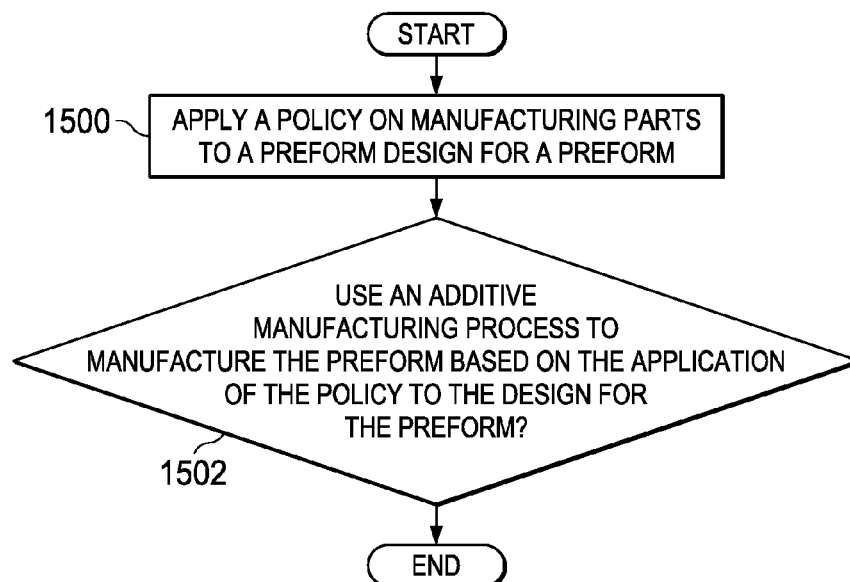 START
1500
APPLY A POLICY ON MANUFACTURING PARTS
TO A PREFORM DESIGN FOR A PREFORM
USE AN ADDITIVE
MANUFACTURING PROCESS TO
MANUFACTURE THE PREFORM BASED ON THE APPLICATION
OF THE POLICY TO THE DESIGN FOR
THE PREFORM?
1502
END